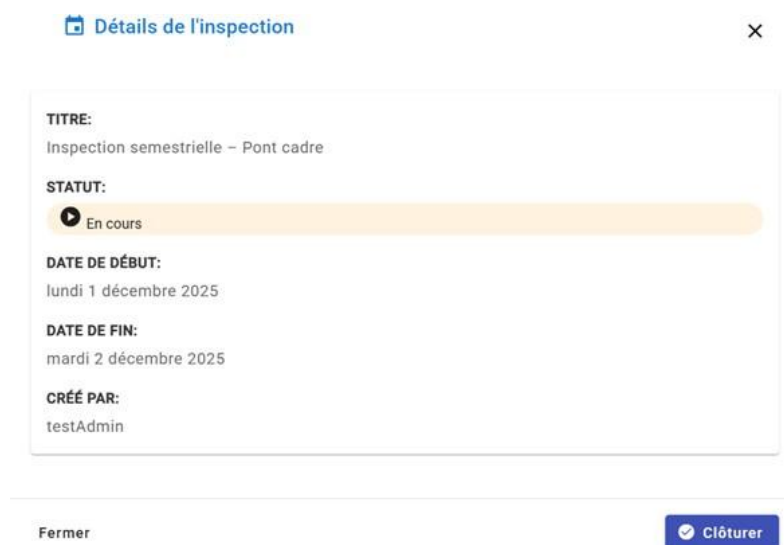 Détails de l'inspection
TITRE:
Inspection semestrielle – Pont cadre
STATUT:
En cours
DATE DE DÉBUT:
lundi 1 décembre 2025
DATE DE FIN:
mardi 2 décembre 2025
CRÉÉ PAR:
testAdmin
Fermer
Clôturer